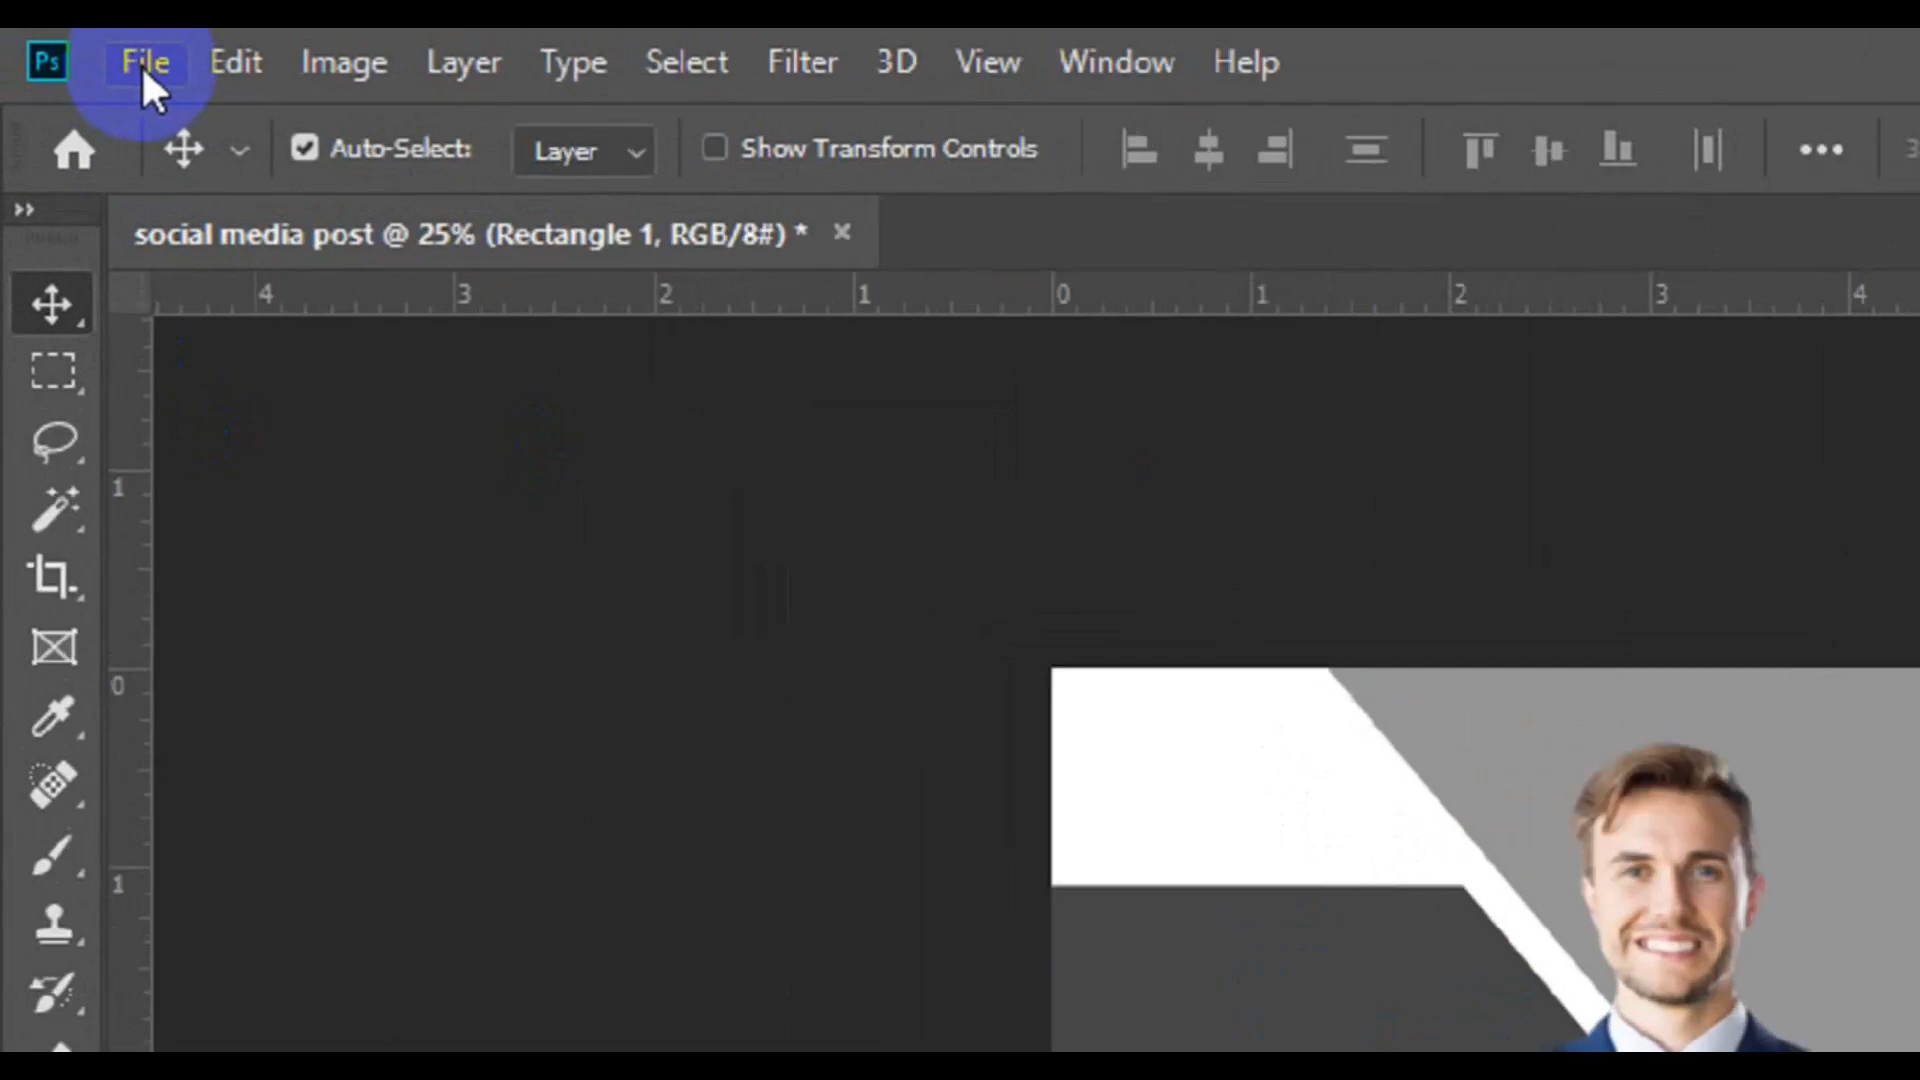 Ps File Edit Image Layer Type Select Filter 3D View Window Help
Auto-Select: Layer Show Transform Controls
social media post @ 25% (Rectangle 1, RGB/8#) * ×
4 3 2 1 0 1 2 3 4
1
0
1